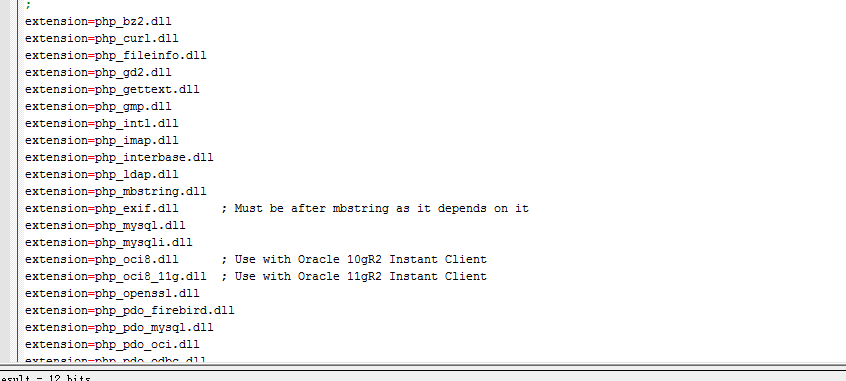 ;
extension=php_bz2.dll
extension=php_curl.dll
extension=php_fileinfo.dll
extension=php_gd2.dll
extension=php_gettext.dll
extension=php_gmp.dll
extension=php_intl.dll
extension=php_imap.dll
extension=php_interbase.dll
extension=php_ldap.dll
extension=php_mbstring.dll
extension=php_exif.dll      ; Must be after mbstring as it depends on it
extension=php_mysql.dll
extension=php_mysqli.dll
extension=php_oci8.dll      ; Use with Oracle 10gR2 Instant Client
extension=php_oci8_11g.dll  ; Use with Oracle 11gR2 Instant Client
extension=php_openssl.dll
extension=php_pdo_firebird.dll
extension=php_pdo_mysql.dll
extension=php_pdo_oci.dll
extension=php_pdo_odbc.dll
esult = 12 hits